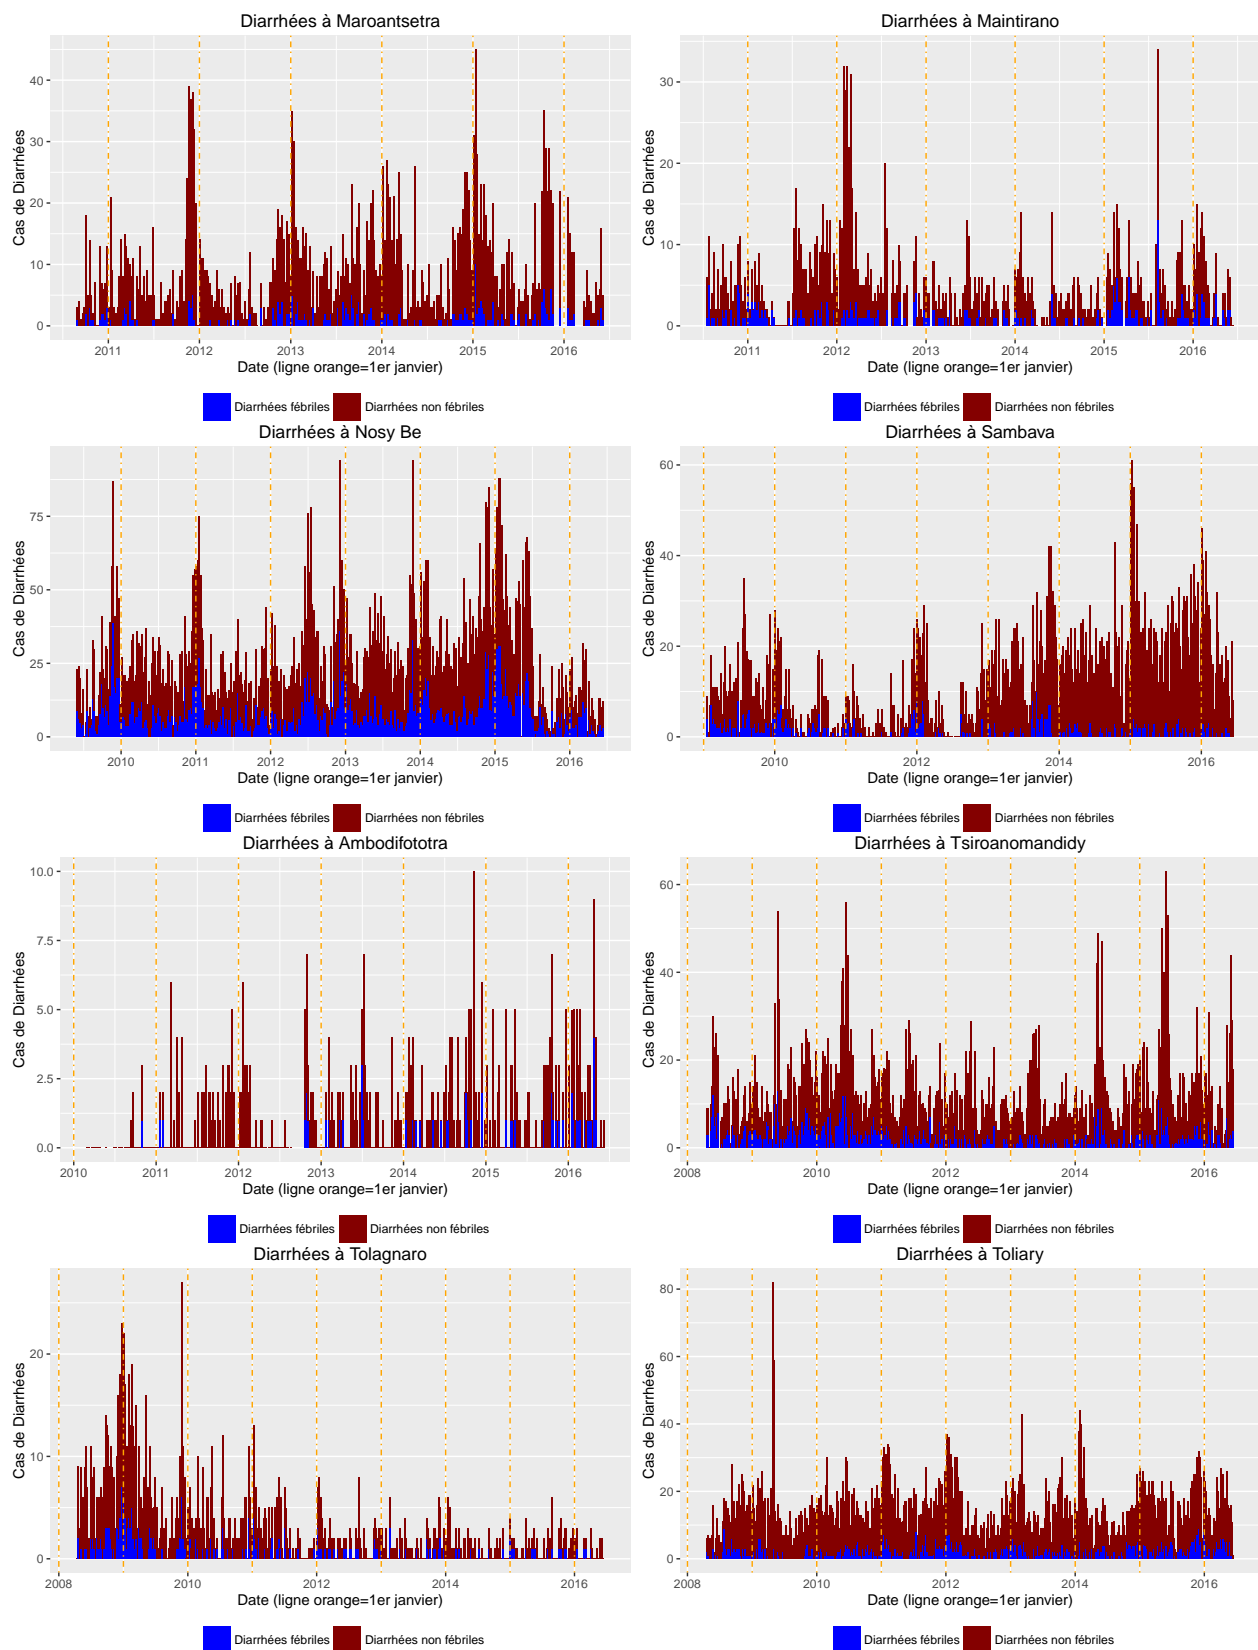 Diarrhées à Maroantsetra
Cas de Diarrhées
40
30
20
10
0
2011 2012 2013 2014 2015 2016
Date (ligne orange=1er janvier)
Diarrhées fébriles Diarrhées non fébriles
Diarrhées à Maintirano
Cas de Diarrhées
30
20
10
0
2011 2012 2013 2014 2015 2016
Date (ligne orange=1er janvier)
Diarrhées fébriles Diarrhées non fébriles
Diarrhées à Nosy Be
Cas de Diarrhées
75
50
25
0
2010 2011 2012 2013 2014 2015 2016
Date (ligne orange=1er janvier)
Diarrhées fébriles Diarrhées non fébriles
Diarrhées à Sambava
Cas de Diarrhées
60
40
20
0
2010 2012 2014 2016
Date (ligne orange=1er janvier)
Diarrhées fébriles Diarrhées non fébriles
Diarrhées à Ambodifototra
Cas de Diarrhées
10.0
7.5
5.0
2.5
0.0
2010 2011 2012 2013 2014 2015 2016
Date (ligne orange=1er janvier)
Diarrhées fébriles Diarrhées non fébriles
Diarrhées à Tsiroanomandidy
Cas de Diarrhées
60
40
20
0
2008 2010 2012 2014 2016
Date (ligne orange=1er janvier)
Diarrhées fébriles Diarrhées non fébriles
Diarrhées à Tolagnaro
Cas de Diarrhées
20
10
0
2008 2010 2012 2014 2016
Date (ligne orange=1er janvier)
Diarrhées fébriles Diarrhées non fébriles
Diarrhées à Toliary
Cas de Diarrhées
80
60
40
20
0
2008 2010 2012 2014 2016
Date (ligne orange=1er janvier)
Diarrhées fébriles Diarrhées non fébriles